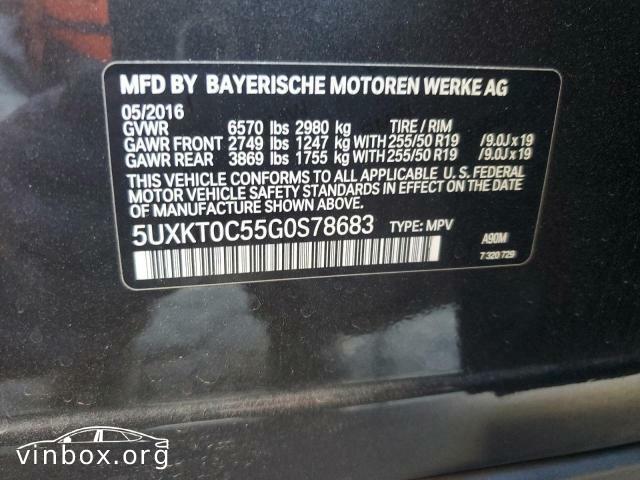 MFD BY BAYERISCHE MOTOREN WERKE AG
05/2016
GVWR 6570 lbs 2980 kg TIRE / RIM
GAWR FRONT 2749 lbs 1247 kg WITH 255/50 R19 /9.0J x 19
GAWR REAR 3869 lbs 1755 kg WITH 255/50 R19 /9.0J x 19
THIS VEHICLE CONFORMS TO ALL APPLICABLE U. S. FEDERAL
MOTOR VEHICLE SAFETY STANDARDS IN EFFECT ON THE DATE
OF MANUFACTURE SHOWN ABOVE.
5UXKT0C55G0S78683 TYPE: MPV A90M
7 320 729
vinbox.org